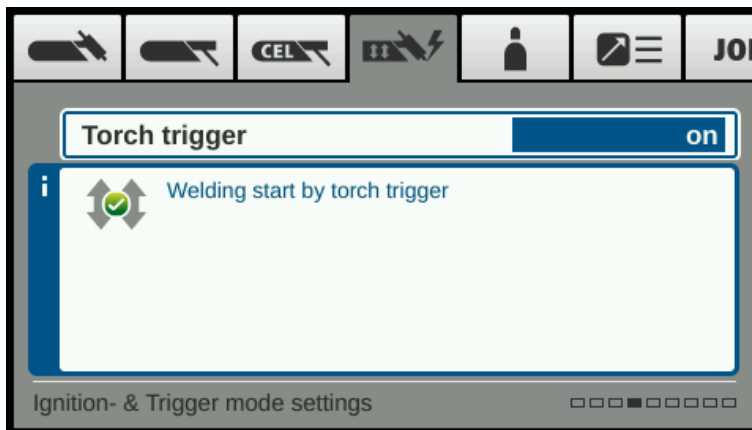 CEL
JO
Torch trigger
on
i
Welding start by torch trigger
Ignition- & Trigger mode settings